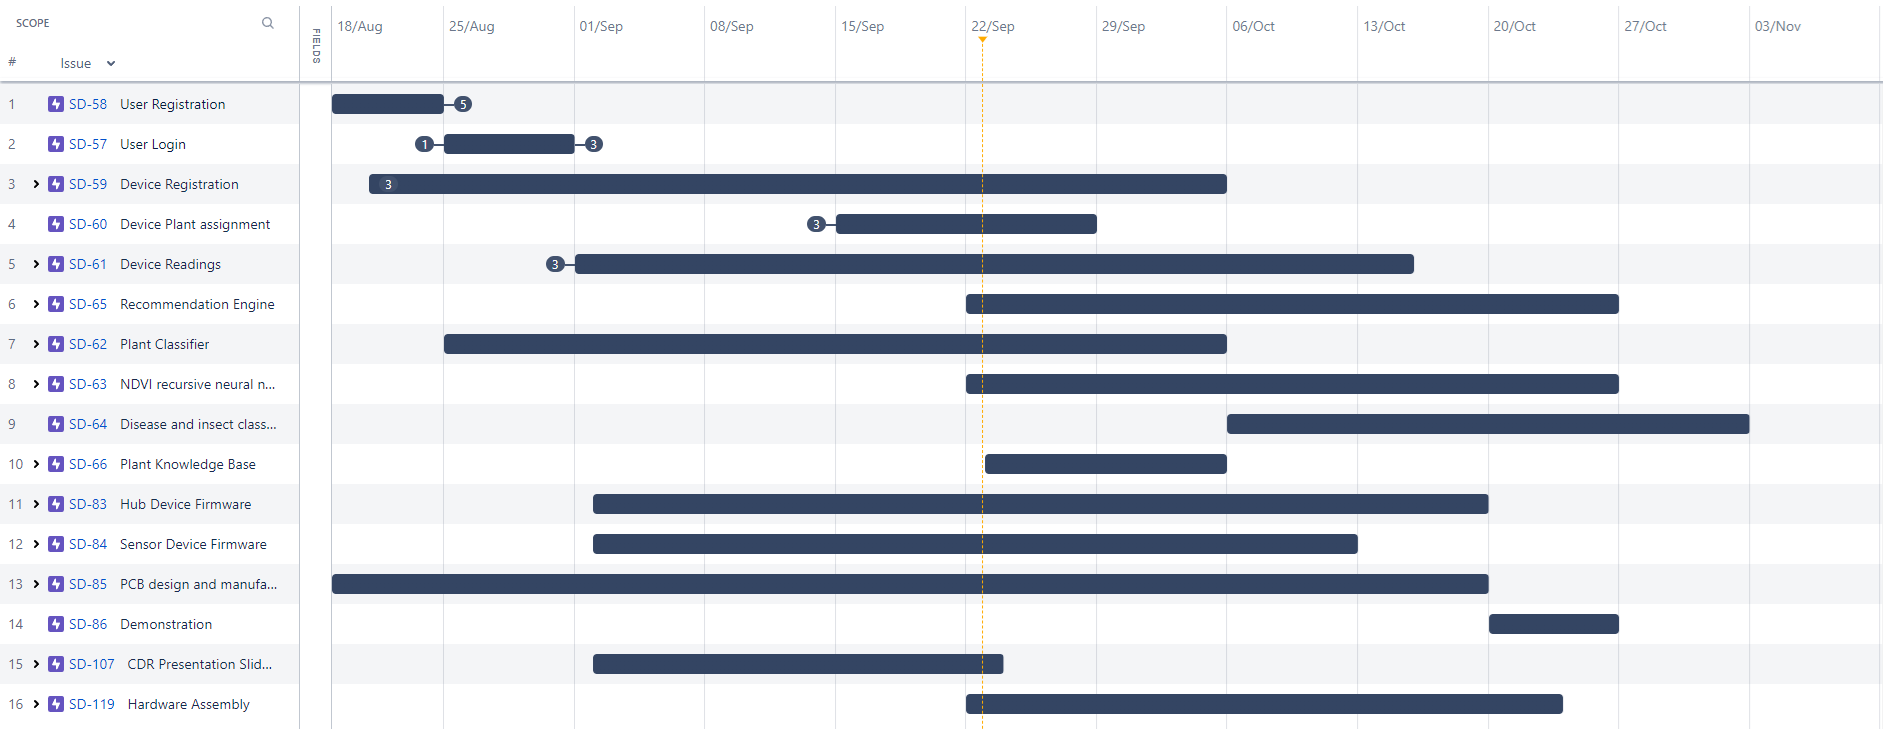 SCOPE
FIELDS
18/Aug 25/Aug 01/Sep 08/Sep 15/Sep 22/Sep 29/Sep 06/Oct 13/Oct 20/Oct 27/Oct 03/Nov
# Issue
1 SD-58 User Registration 5
2 SD-57 User Login 1 3
3 SD-59 Device Registration 3
4 SD-60 Device Plant assignment 3
5 SD-61 Device Readings 3
6 SD-65 Recommendation Engine
7 SD-62 Plant Classifier
8 SD-63 NDVI recursive neural n...
9 SD-64 Disease and insect class...
10 SD-66 Plant Knowledge Base
11 SD-83 Hub Device Firmware
12 SD-84 Sensor Device Firmware
13 SD-85 PCB design and manufa...
14 SD-86 Demonstration
15 SD-107 CDR Presentation Slid...
16 SD-119 Hardware Assembly